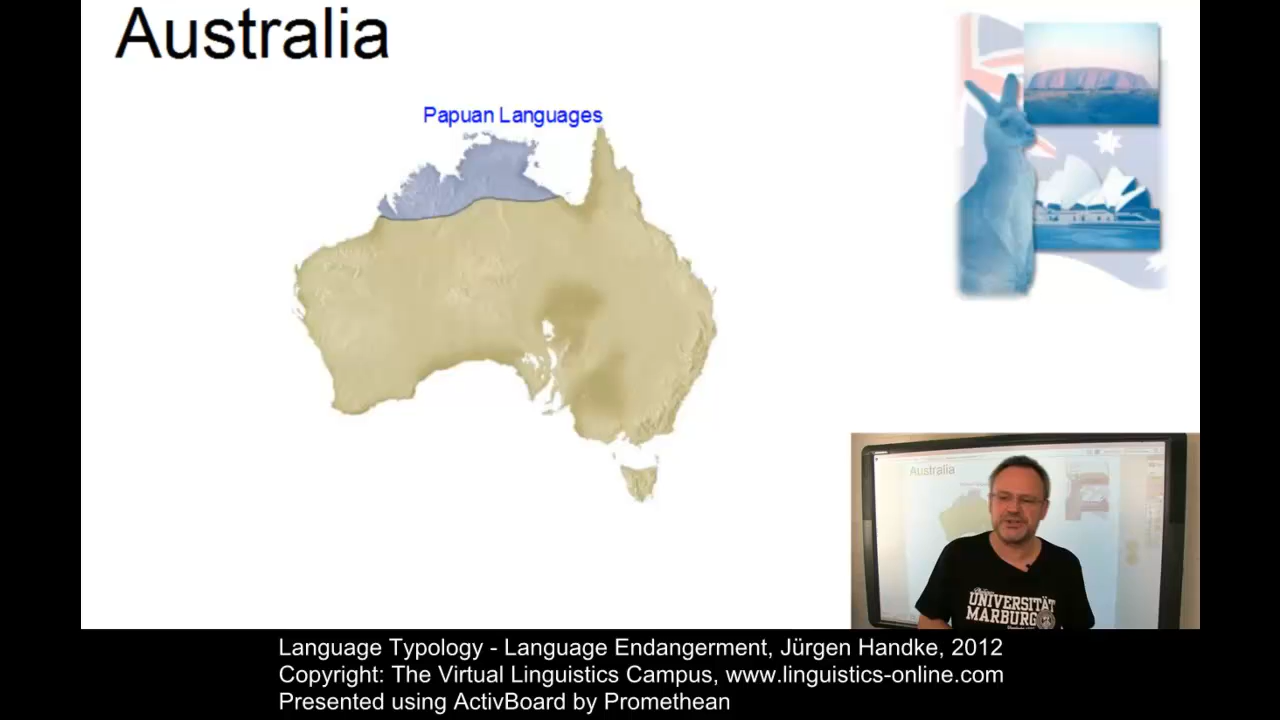 Australia
Papuan Languages
Australia
UNIVERSITÄT
MARBURG
Language Typology - Language Endangerment, Jürgen Handke, 2012
Copyright: The Virtual Linguistics Campus, www.linguistics-online.com
Presented using ActivBoard by Promethean